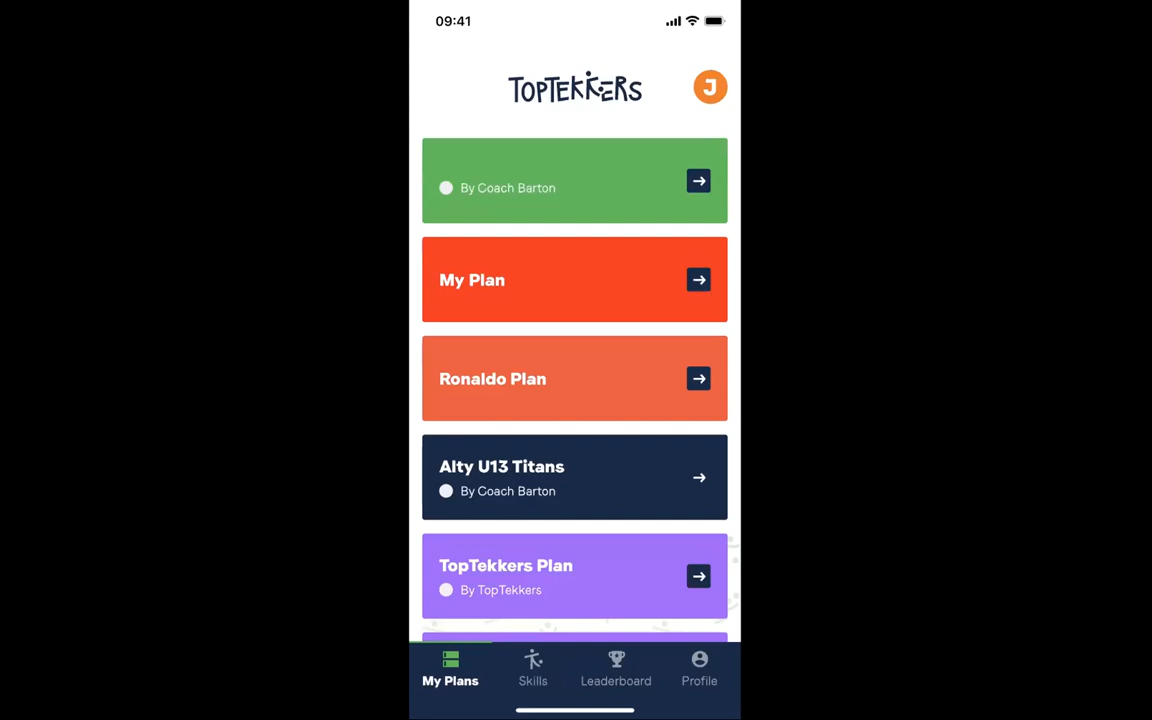 09:41
TOPTEKKERS
J
By Coach Barton
My Plan
Ronaldo Plan
Alty U13 Titans
By Coach Barton
TopTekkers Plan
By TopTekkers
My Plans
Skills
Leaderboard
Profile